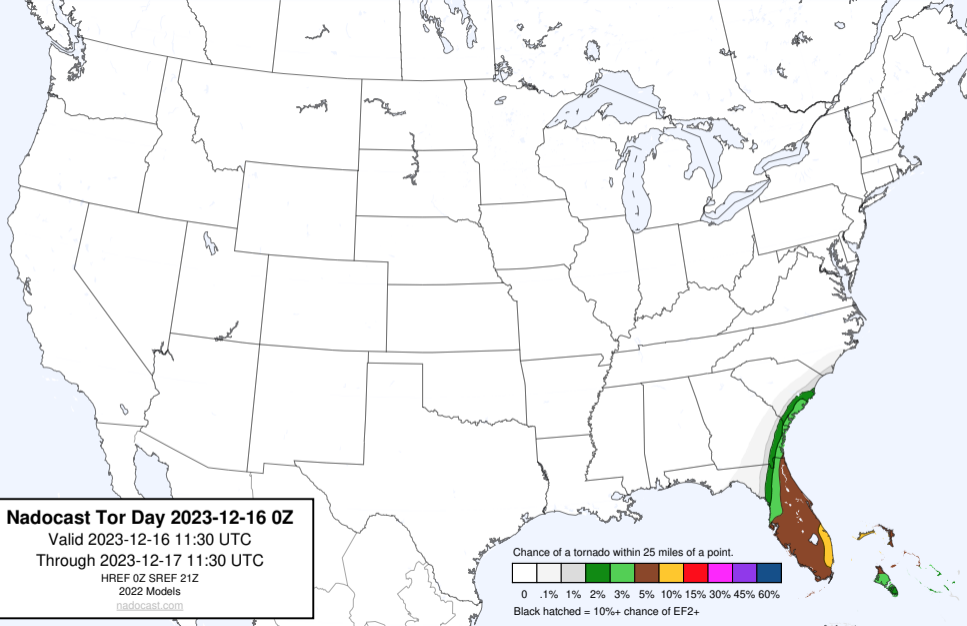 Nadocast Tor Day 2023-12-16 0Z
Valid 2023-12-16 11:30 UTC
Through 2023-12-17 11:30 UTC
HREF 0Z SREF 21Z
2022 Models
nadocast.com
Chance of a tornado within 25 miles of a point.
0 .1% 1% 2% 3% 5% 10% 15% 30% 45% 60%
Black hatched = 10%+ chance of EF2+